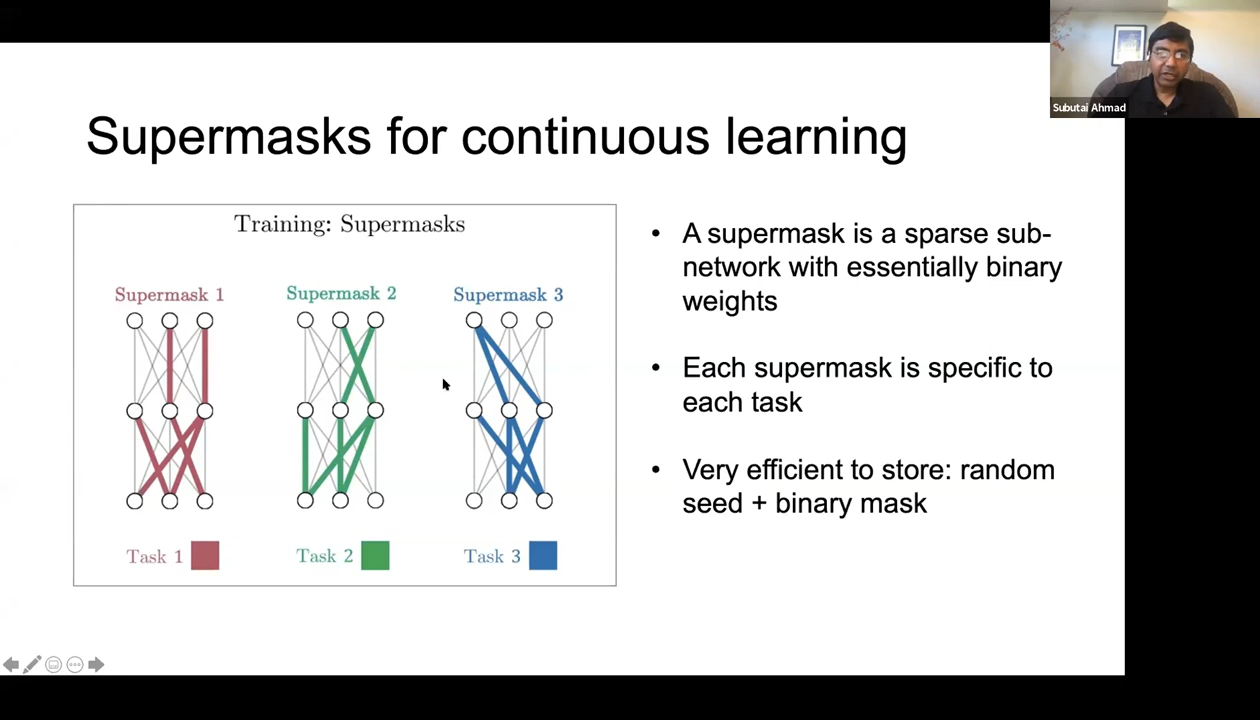 Subutai Ahmad
Supermasks for continuous learning
Training: Supermasks
Supermask 1
Supermask 2
Supermask 3
Task 1
Task 2
Task 3
• A supermask is a sparse sub-
network with essentially binary
weights
• Each supermask is specific to
each task
• Very efficient to store: random
seed + binary mask